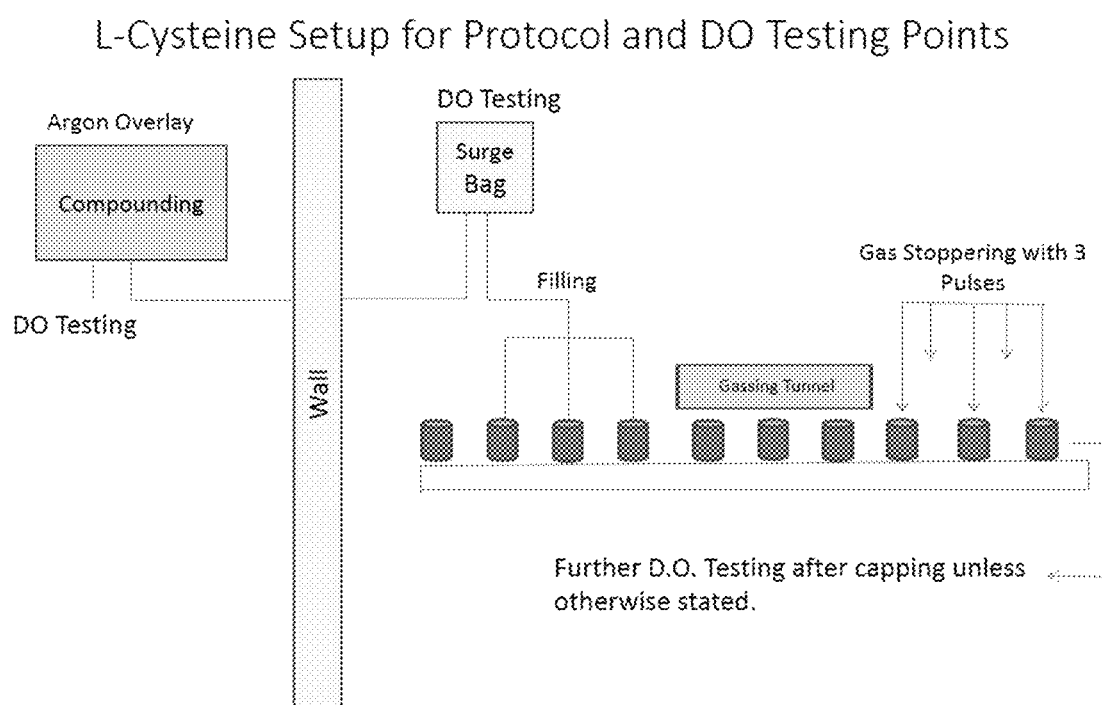 L-Cysteine Setup for Protocol and DO Testing Points
Argon Overlay
Compounding
DO Testing
Wall
DO Testing
Surge
Bag
Filling
Gassing Tunnel
Gas Stoppering with 3
Pulses
Further D.O. Testing after capping unless
otherwise stated.